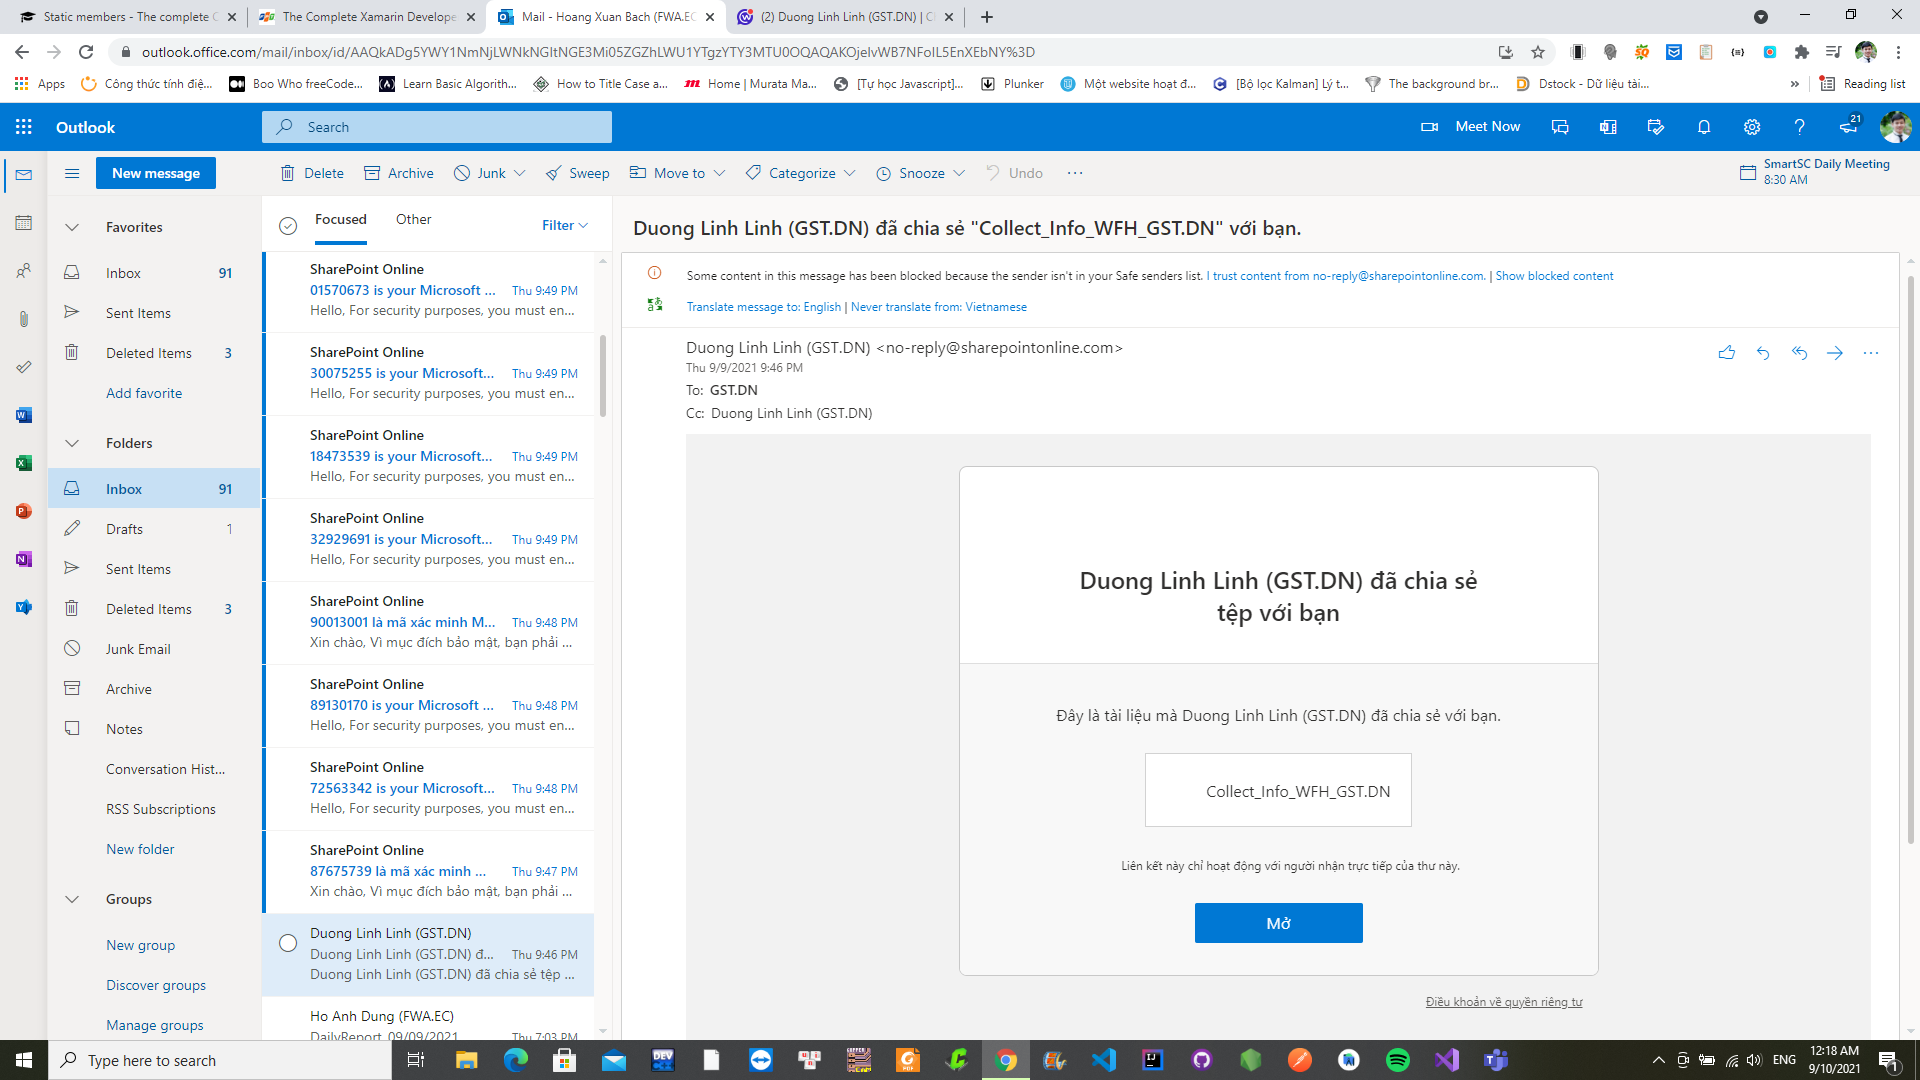 Static members - The complete C
The Complete Xamarin Develope
Mail - Hoang Xuan Bach (FWA.EC
(2) Duong Linh Linh (GST.DN) | C
outlook.office.com/mail/inbox/id/AAQkADg5YWY1NmNjLWNkNGItNGE3Mi05ZGZhLWU1YTgzYTY3MTU0OQAQAKOjeIvWB7NFolL5EnXEbNY%3D
Apps
Công thức tính điệ...
Boo Who freeCode...
Learn Basic Algorith...
How to Title Case a...
Home | Murata Ma...
[Tự học Javascript]...
Plunker
Một website hoạt đ...
[Bộ lọc Kalman] Lý t...
The background br...
Dstock - Dữ liệu tài...
»
Reading list
Outlook
Search
Meet Now
21
New message
Delete
Archive
Junk
Sweep
Move to
Categorize
Snooze
Undo
SmartSC Daily Meeting
8:30 AM
Favorites
Inbox 91
Sent Items
Deleted Items 3
Add favorite
Folders
Inbox 91
Drafts 1
Sent Items
Deleted Items 3
Junk Email
Archive
Notes
Conversation Hist...
RSS Subscriptions
New folder
Groups
New group
Discover groups
Manage groups
Focused
Other
Filter
SharePoint Online
01570673 is your Microsoft ... Thu 9:49 PM
Hello, For security purposes, you must en...
SharePoint Online
30075255 is your Microsoft... Thu 9:49 PM
Hello, For security purposes, you must en...
SharePoint Online
18473539 is your Microsoft... Thu 9:49 PM
Hello, For security purposes, you must en...
SharePoint Online
32929691 is your Microsoft... Thu 9:49 PM
Hello, For security purposes, you must en...
SharePoint Online
90013001 là mã xác minh M... Thu 9:48 PM
Xin chào, Vì mục đích bảo mật, bạn phải ...
SharePoint Online
89130170 is your Microsoft ... Thu 9:48 PM
Hello, For security purposes, you must en...
SharePoint Online
72563342 is your Microsoft... Thu 9:48 PM
Hello, For security purposes, you must en...
SharePoint Online
87675739 là mã xác minh ... Thu 9:47 PM
Xin chào, Vì mục đích bảo mật, bạn phải ...
Duong Linh Linh (GST.DN)
Duong Linh Linh (GST.DN) đ... Thu 9:46 PM
Duong Linh Linh (GST.DN) đã chia sẻ tệp ...
Ho Anh Dung (FWA.EC)
DailyReport_09/09/2021 Thu 7:03 PM
Duong Linh Linh (GST.DN) đã chia sẻ "Collect_Info_WFH_GST.DN" với bạn.
Some content in this message has been blocked because the sender isn't in your Safe senders list. I trust content from no-reply@sharepointonline.com. | Show blocked content
Translate message to: English | Never translate from: Vietnamese
Duong Linh Linh (GST.DN) <no-reply@sharepointonline.com>
Thu 9/9/2021 9:46 PM
To: GST.DN
Cc: Duong Linh Linh (GST.DN)
Duong Linh Linh (GST.DN) đã chia sẻ
tệp với bạn
Đây là tài liệu mà Duong Linh Linh (GST.DN) đã chia sẻ với bạn.
Collect_Info_WFH_GST.DN
Liên kết này chỉ hoạt động với người nhận trực tiếp của thư này.
Mở
Điều khoản về quyền riêng tư
Type here to search
ENG
12:18 AM
9/10/2021
1